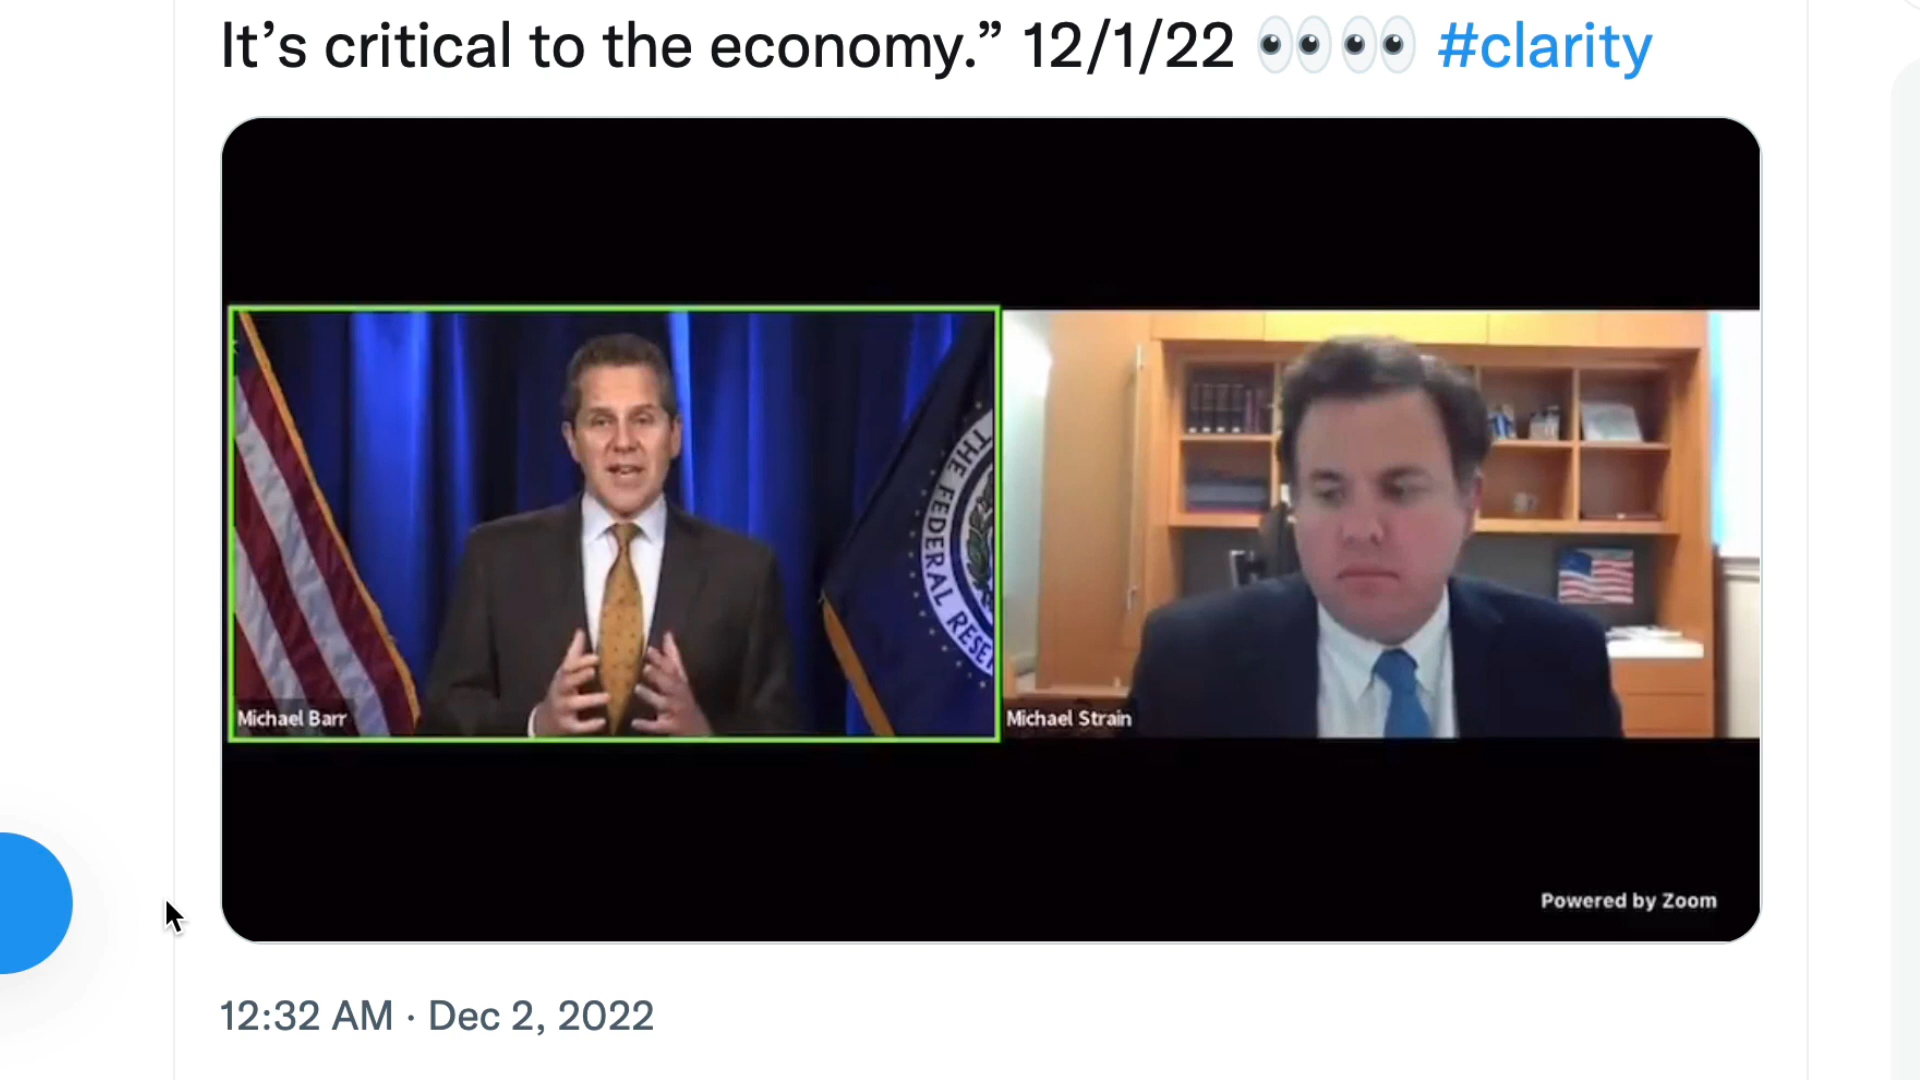 It’s critical to the economy.” 12/1/22 👀👀 #clarity
THE FEDERAL RESE
Michael Barr
Michael Strain
Powered by Zoom
12:32 AM · Dec 2, 2022